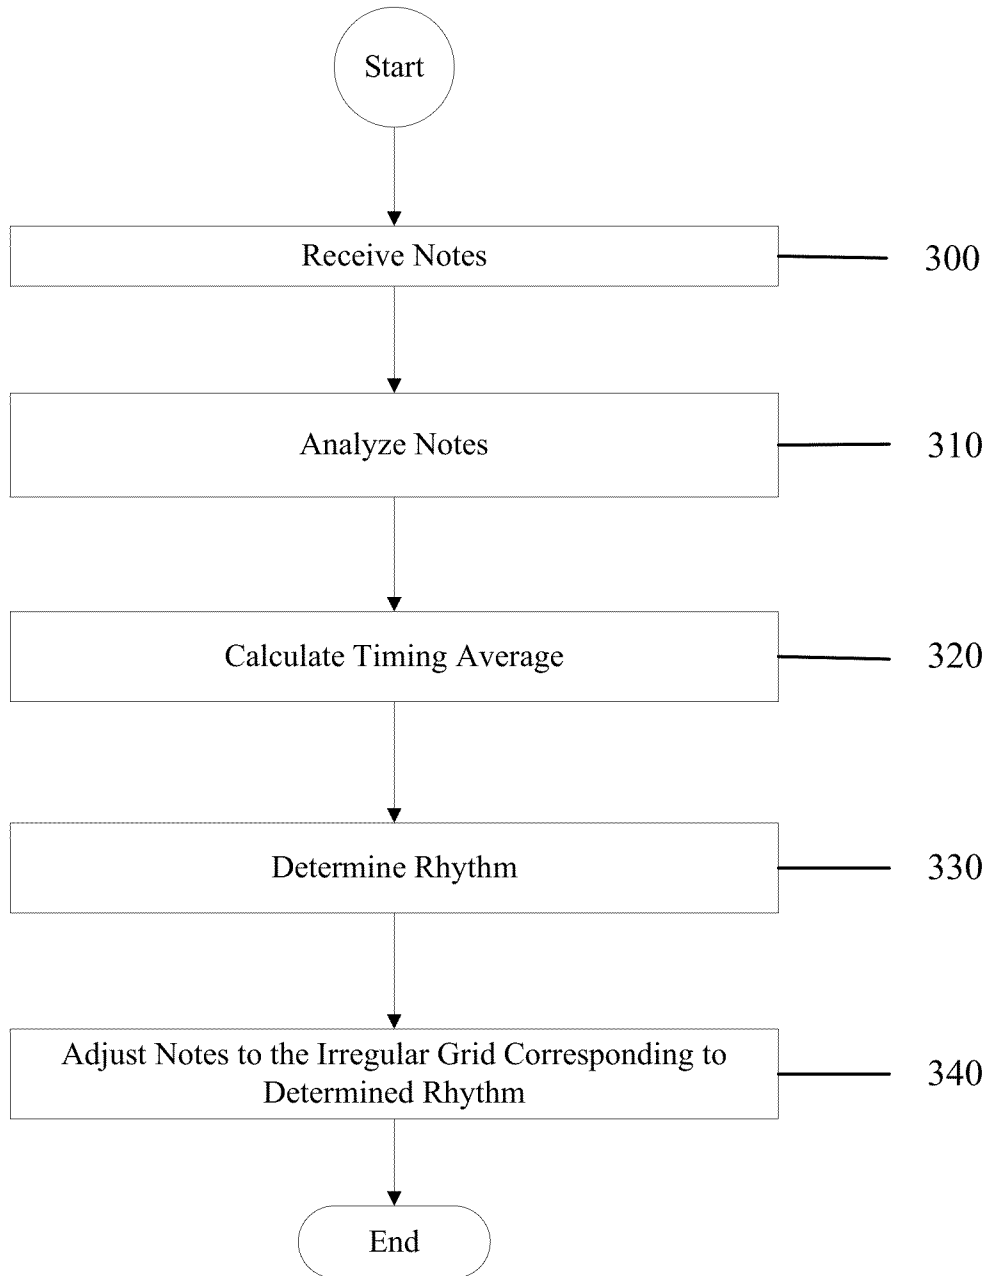 Start
Receive Notes
300
Analyze Notes
310
Calculate Timing Average
320
Determine Rhythm
330
Adjust Notes to the Irregular Grid Corresponding to
Determined Rhythm
340
End